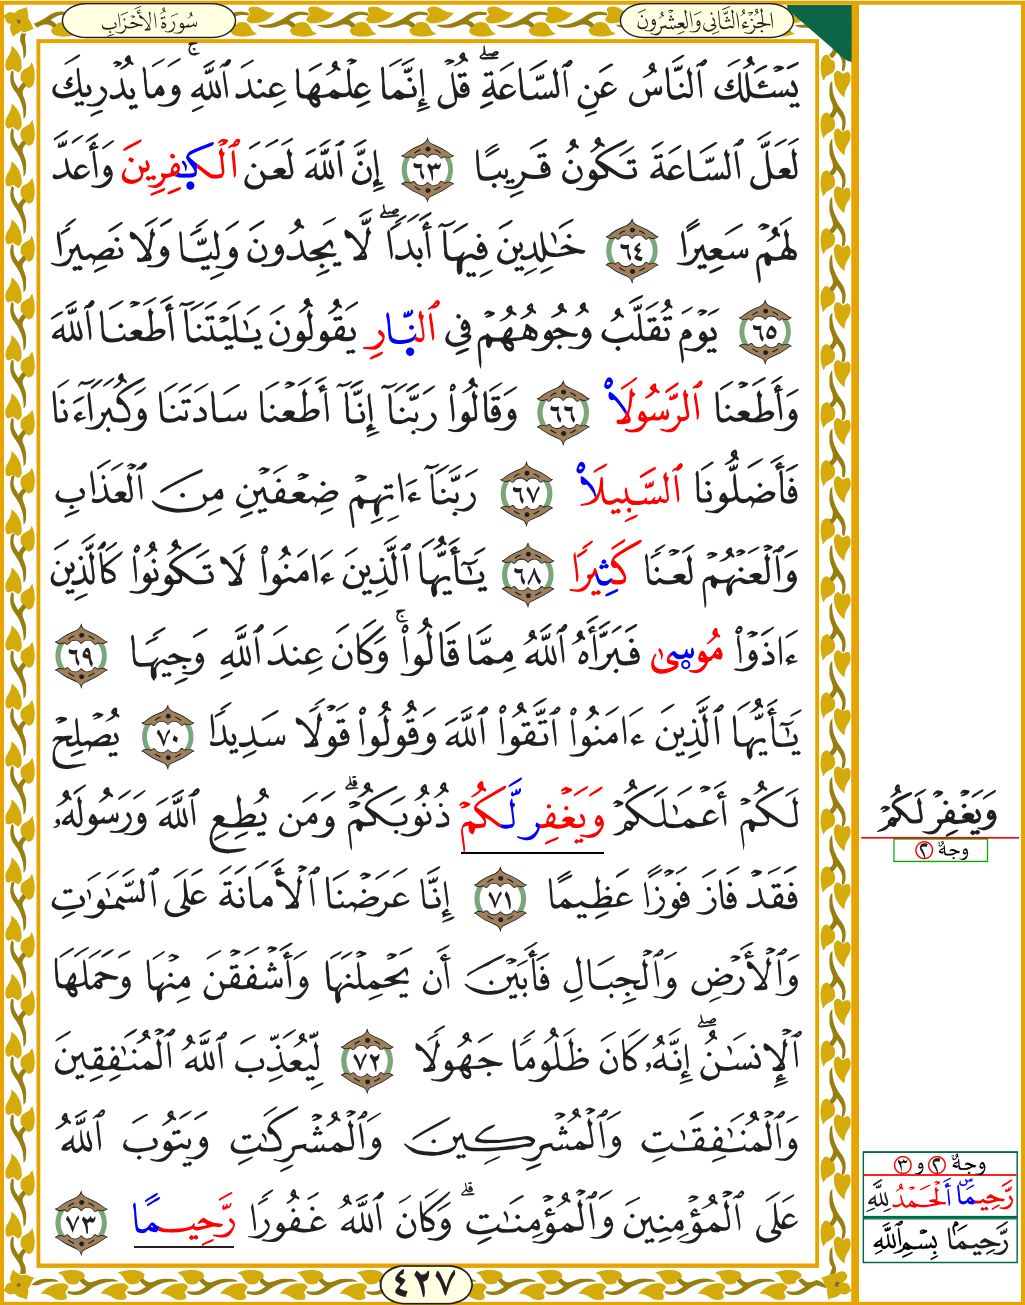 الجُزْءُ الثَّانِي وَالعِشْرُونَ
سُورَةُ الأَحْزَابِ
يَسْـَٔلُكَ ٱلنَّاسُ عَنِ ٱلسَّاعَةِۖ قُلْ إِنَّمَا عِلْمُهَا عِندَ ٱللَّهِۚ وَمَا يُدْرِيكَ
لَعَلَّ ٱلسَّاعَةَ تَكُونُ قَرِيبًا ٦٣ إِنَّ ٱللَّهَ لَعَنَ ٱلْكَـٰفِرِينَ وَأَعَدَّ
لَهُمْ سَعِيرًا ٦٤ خَـٰلِدِينَ فِيهَآ أَبَدًاۖ لَّا يَجِدُونَ وَلِيًّا وَلَا نَصِيرًا
٦٥ يَوْمَ تُقَلَّبُ وُجُوهُهُمْ فِى ٱلنَّارِ يَقُولُونَ يَـٰلَيْتَنَآ أَطَعْنَا ٱللَّهَ
وَأَطَعْنَا ٱلرَّسُولَاْ ٦٦ وَقَالُوا۟ رَبَّنَآ إِنَّآ أَطَعْنَا سَادَتَنَا وَكُبَرَآءَنَا
فَأَضَلُّونَا ٱلسَّبِيلَاْ ٦٧ رَبَّنَآ ءَاتِهِمْ ضِعْفَيْنِ مِنَ ٱلْعَذَابِ
وَٱلْعَنْهُمْ لَعْنًا كَثِيرًا ٦٨ يَـٰٓأَيُّهَا ٱلَّذِينَ ءَامَنُوا۟ لَا تَكُونُوا۟ كَٱلَّذِينَ
ءَاذَوْا۟ مُوسَىٰ فَبَرَّأَهُ ٱللَّهُ مِمَّا قَالُوا۟ۚ وَكَانَ عِندَ ٱللَّهِ وَجِيهًا ٦٩
يَـٰٓأَيُّهَا ٱلَّذِينَ ءَامَنُوا۟ ٱتَّقُوا۟ ٱللَّهَ وَقُولُوا۟ قَوْلًا سَدِيدًا ٧٠ يُصْلِحْ
لَكُمْ أَعْمَـٰلَكُمْ وَيَغْفِر لَّكُمْ ذُنُوبَكُمْۗ وَمَن يُطِعِ ٱللَّهَ وَرَسُولَهُۥ
فَقَدْ فَازَ فَوْزًا عَظِيمًا ٧١ إِنَّا عَرَضْنَا ٱلْأَمَانَةَ عَلَى ٱلسَّمَـٰوَٰتِ
وَٱلْأَرْضِ وَٱلْجِبَالِ فَأَبَيْنَ أَن يَحْمِلْنَهَا وَأَشْفَقْنَ مِنْهَا وَحَمَلَهَا
ٱلْإِنسَـٰنُۖ إِنَّهُۥ كَانَ ظَلُومًا جَهُولًا ٧٢ لِّيُعَذِّبَ ٱللَّهُ ٱلْمُنَـٰفِقِينَ
وَٱلْمُنَـٰفِقَـٰتِ وَٱلْمُشْرِكِينَ وَٱلْمُشْرِكَـٰتِ وَيَتُوبَ ٱللَّهُ
عَلَى ٱلْمُؤْمِنِينَ وَٱلْمُؤْمِنَـٰتِۗ وَكَانَ ٱللَّهُ غَفُورًا رَّحِيمًا ٧٣
٤٢٧
وَيَغْفِرْ لَكُمْ
وجهٌ ٢
وجهٌ ٢ و ٣
رَّحِيمًا ٱلْحَمْدُ لِلَّهِ
رَّحِيمًا بِسْمِ ٱللَّهِ